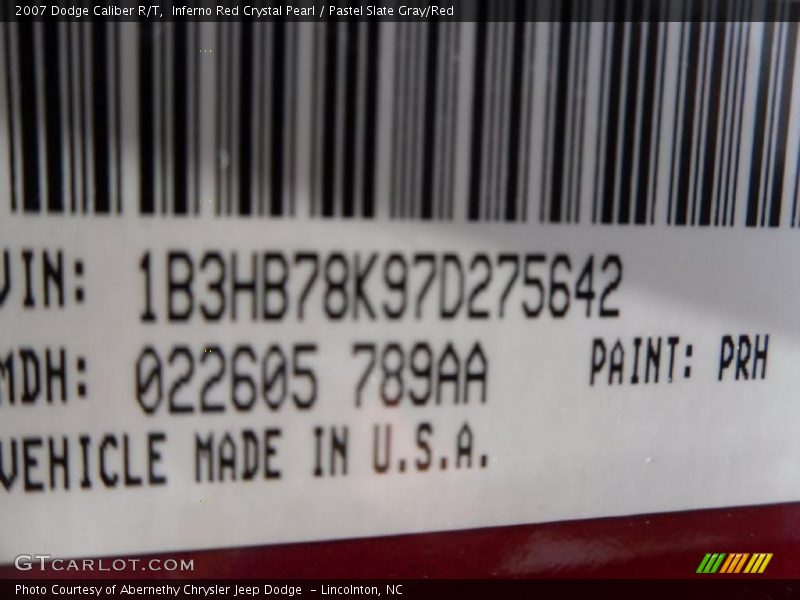 2007 Dodge Caliber R/T,  Inferno Red Crystal Pearl / Pastel Slate Gray/Red
VIN: 1B3HB78K97D275642
MDH: 022605 789AA PAINT: PRH
VEHICLE MADE IN U.S.A.
GTCARLOT.COM
Photo Courtesy of Abernethy Chrysler Jeep Dodge  - Lincolnton, NC